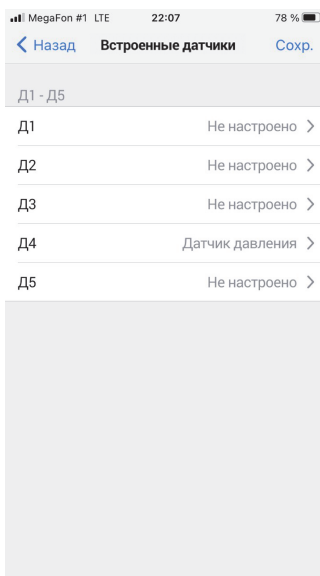 MegaFon #1 LTE 22:07 78 %
Назад Встроенные датчики Сохр.
Д1 - Д5
Д1 Не настроено
Д2 Не настроено
Д3 Не настроено
Д4 Датчик давления
Д5 Не настроено